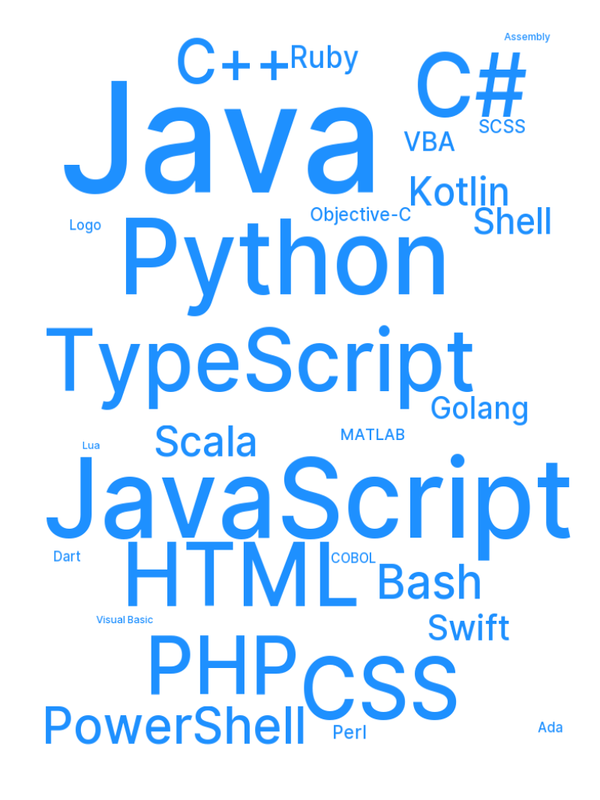 Assembly
C++
Ruby
C#
Java
SCSS
VBA
Kotlin
Objective-C
Shell
Logo
Python
TypeScript
Golang
MATLAB
Scala
Lua
JavaScript
Dart
HTML
COBOL
Bash
Visual Basic
Swift
PHP
CSS
PowerShell
Perl
Ada